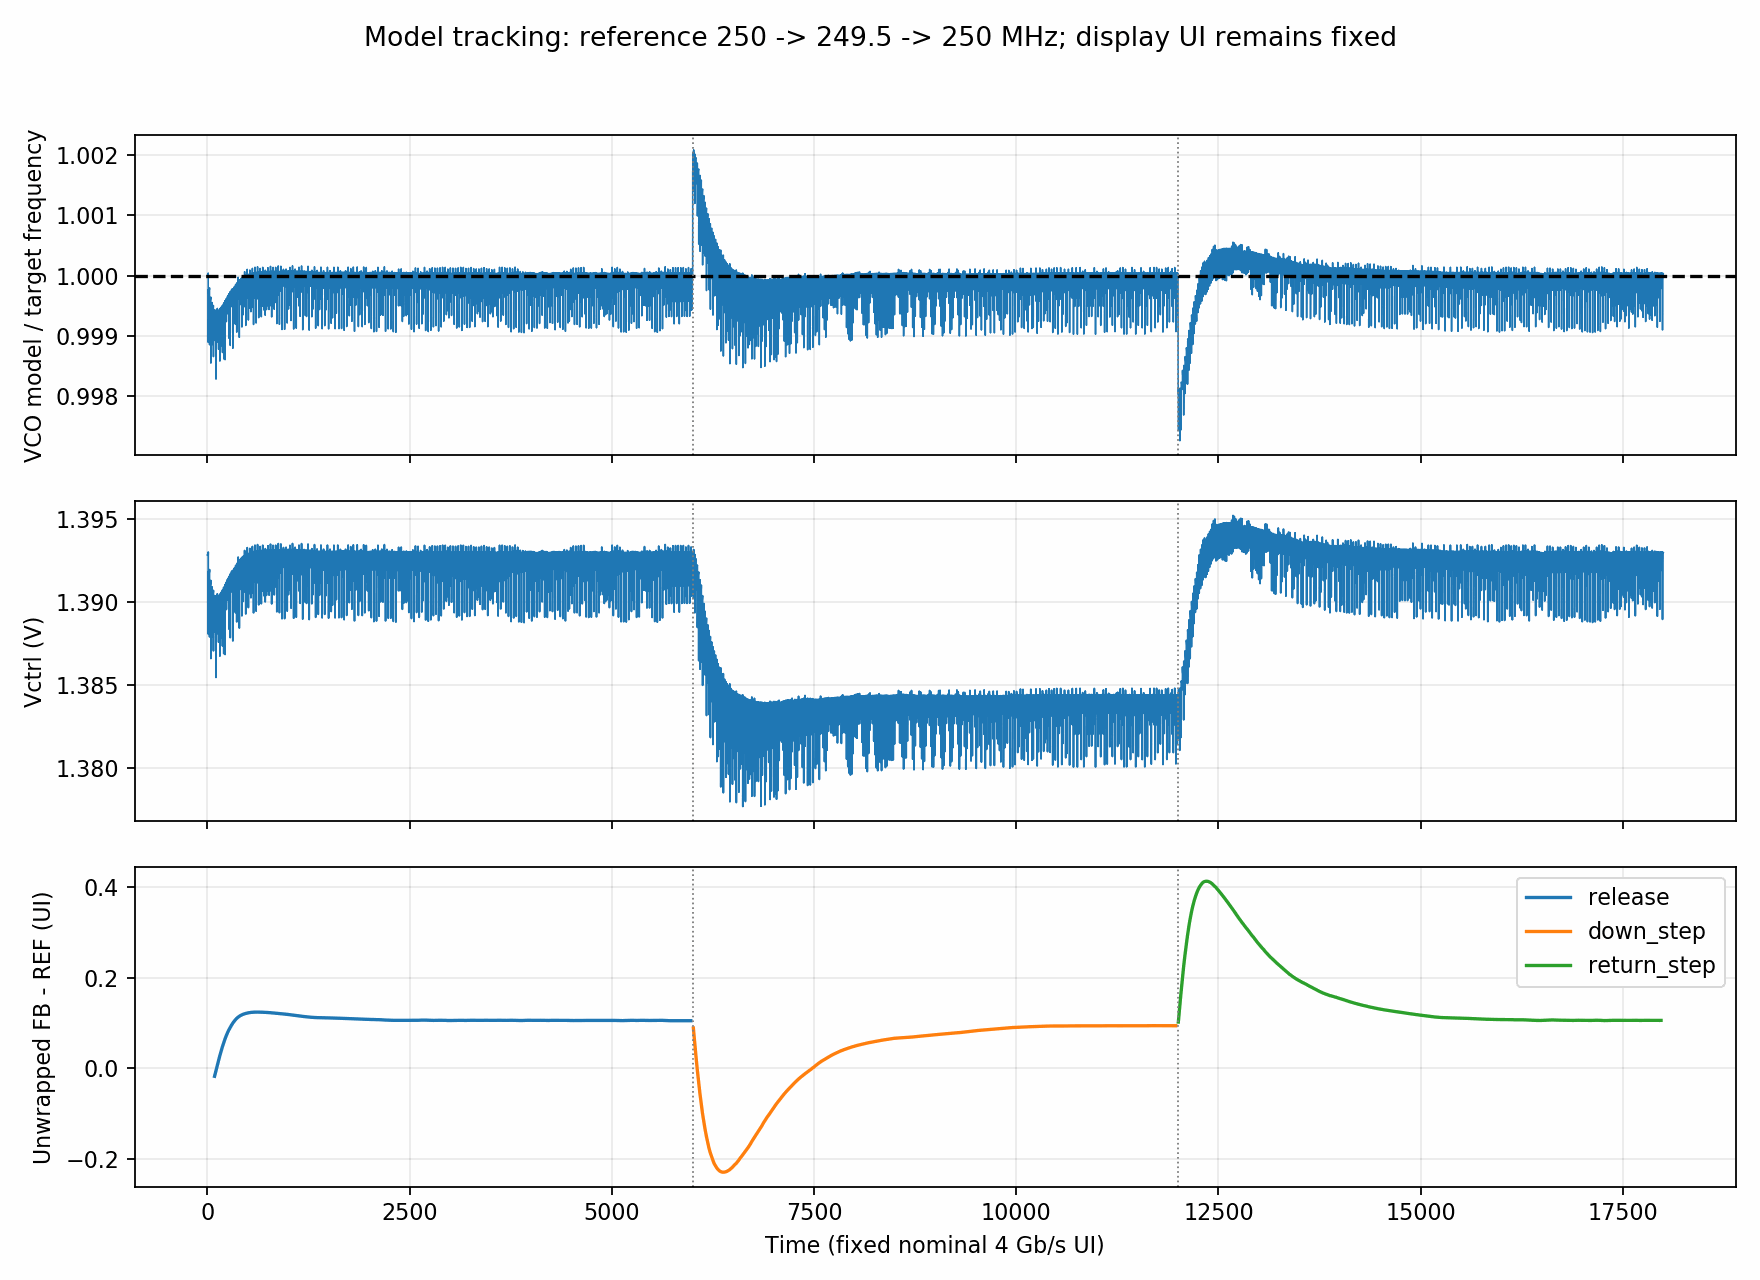 Model tracking: reference 250 -> 249.5 -> 250 MHz; display UI remains fixed
VCO model / target frequency
1.002
1.001
1.000
0.999
0.998
Vctrl (V)
1.395
1.390
1.385
1.380
Unwrapped FB - REF (UI)
0.4
0.2
0.0
−0.2
release
down_step
return_step
0 2500 5000 7500 10000 12500 15000 17500
Time (fixed nominal 4 Gb/s UI)